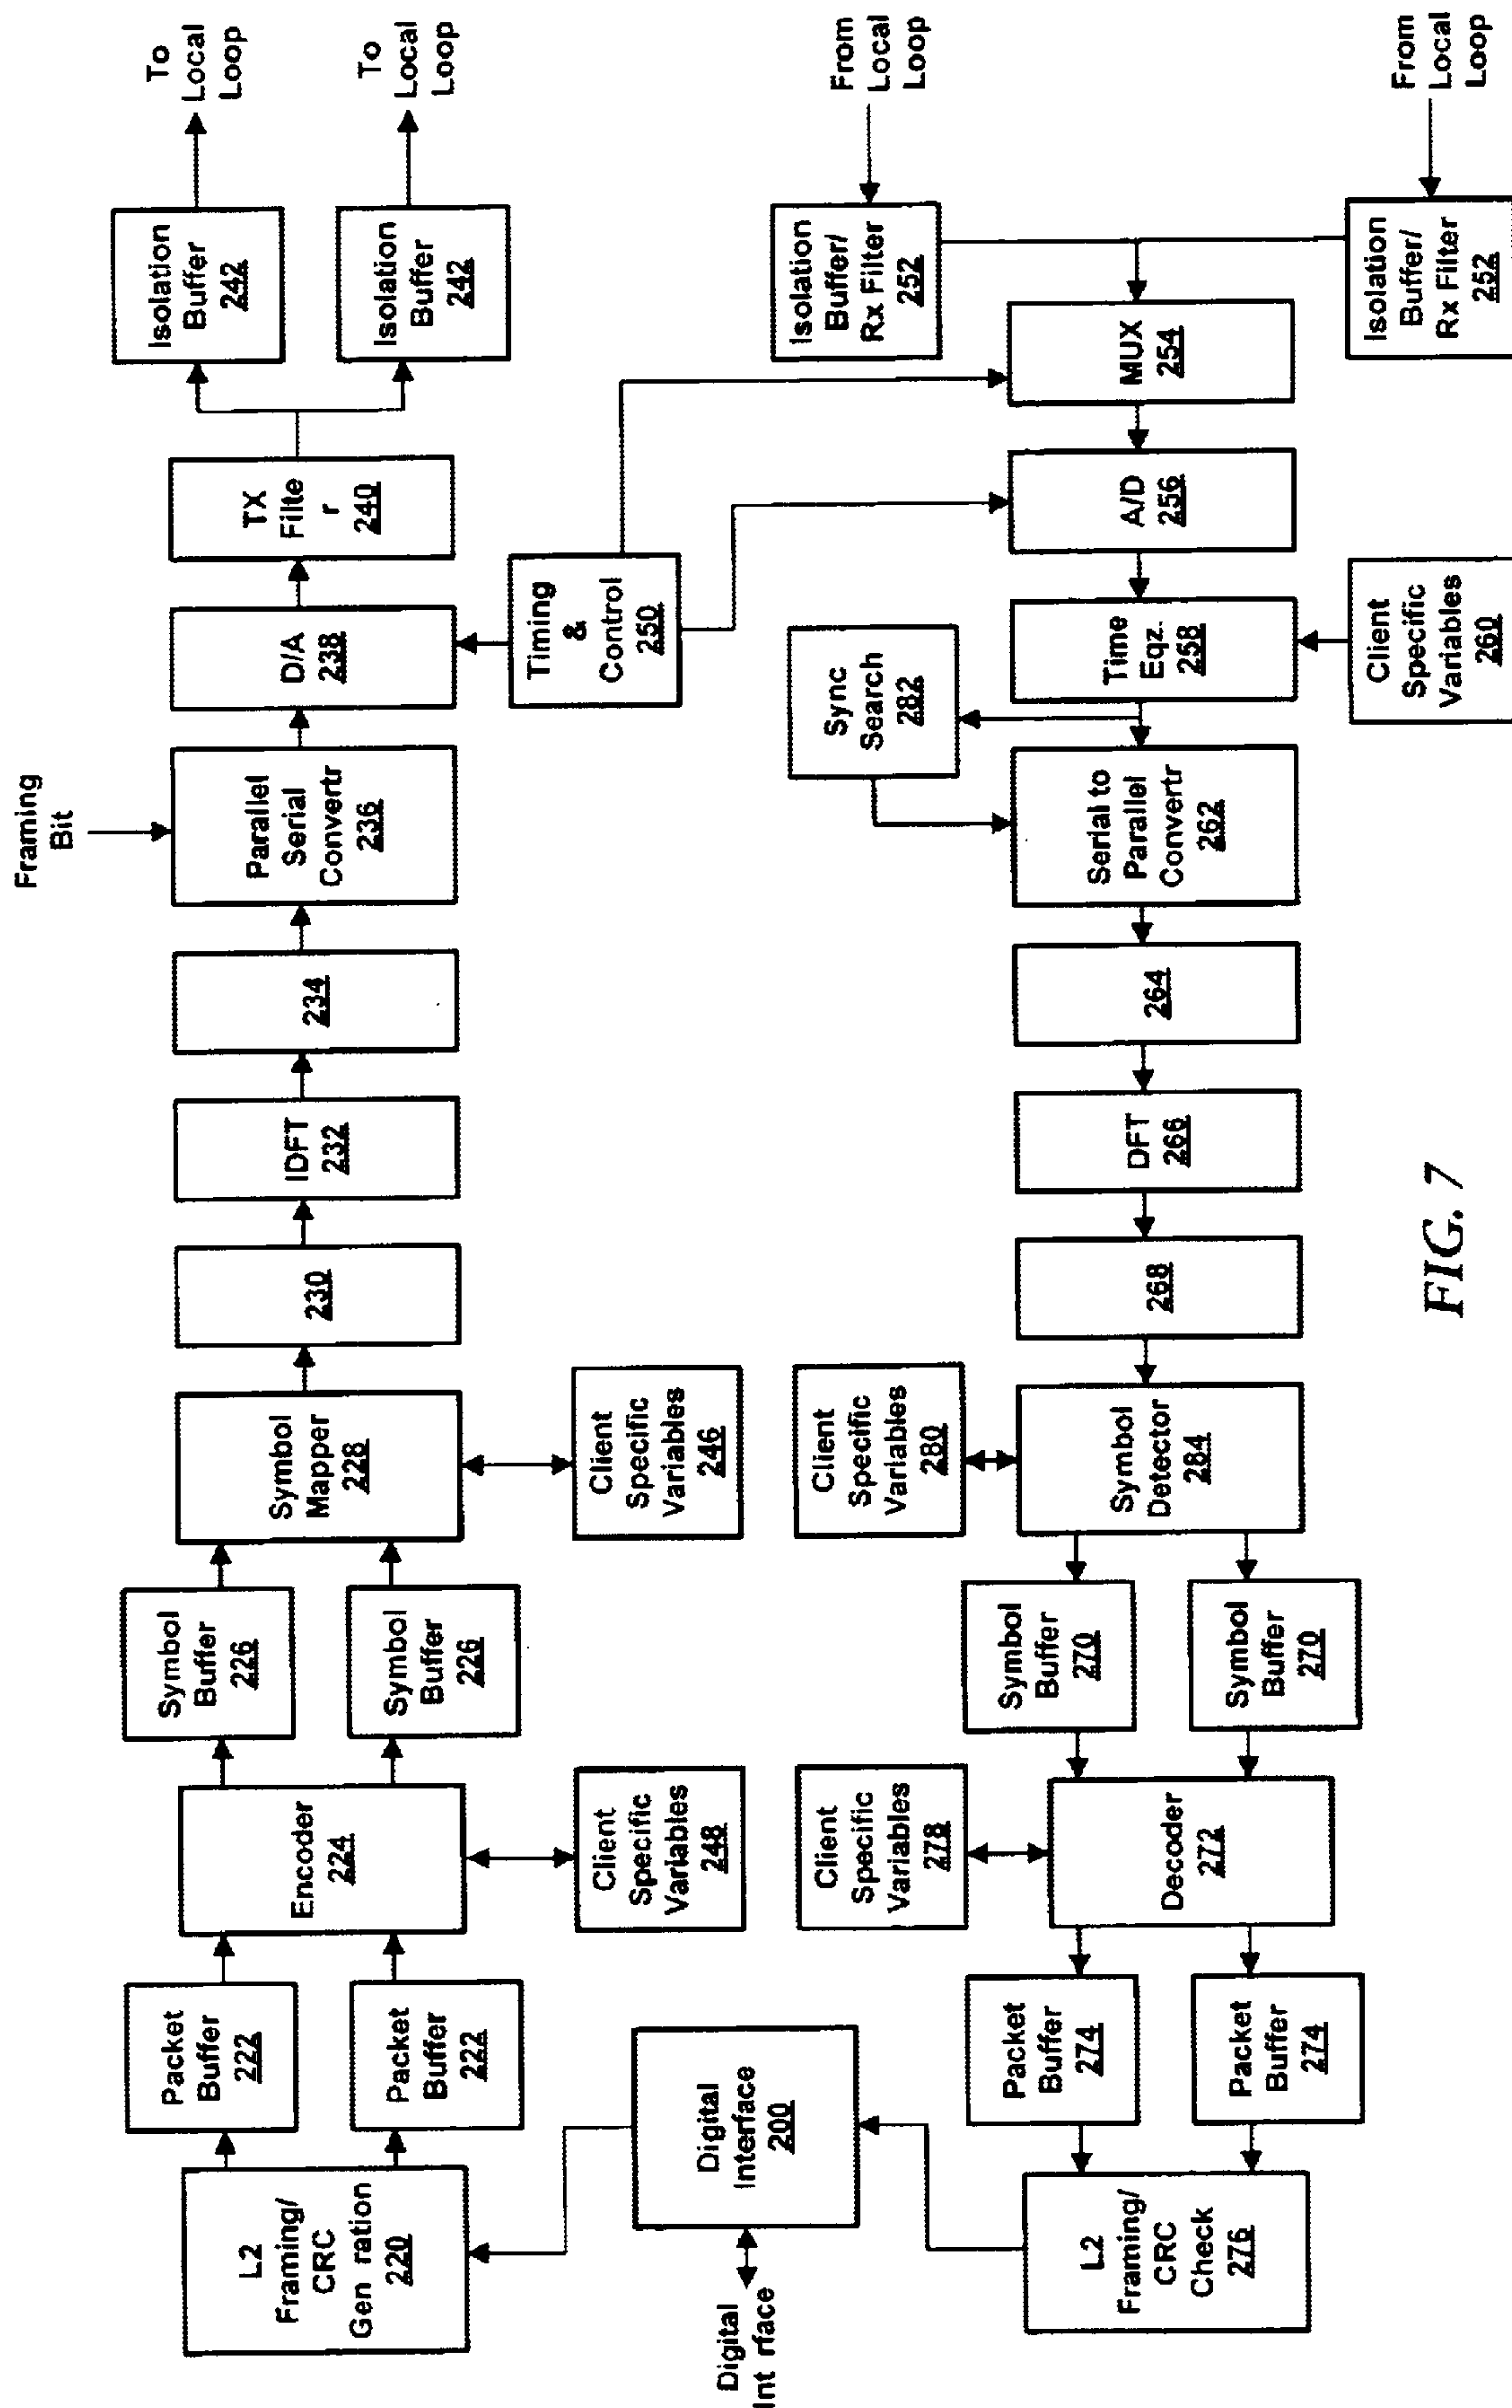 Framing
Bit
To
Local
Loop
To
Local
Loop
L2
Framing/
CRC
Gen ration
220
Packet
Buffer
222
Packet
Buffer
222
Encoder
224
Symbol
Buffer
226
Symbol
Buffer
226
Symbol
Mapper
228
230
IDFT
232
234
Parallel
Serial
Convertr
236
D/A
238
TX
Filte
r
240
Isolation
Buffer
242
Isolation
Buffer
242
Client
Specific
Variables
248
Client
Specific
Variables
246
Timing
&
Control
250
Digital
Int rface
Digital
Interface
200
Client
Specific
Variables
278
Client
Specific
Variables
280
Sync
Search
282
Isolation
Buffer/
Rx Filter
252
From
Local
Loop
L2
Framing/
CRC
Check
276
Packet
Buffer
274
Packet
Buffer
274
Decoder
272
Symbol
Buffer
270
Symbol
Buffer
270
Symbol
Detector
284
268
DFT
266
264
Serial to
Parallel
Convertr
262
Time
Eqz.
258
A/D
256
MUX
254
Client
Specific
Variables
260
Isolation
Buffer/
Rx Filter
252
From
Local
Loop
FIG. 7